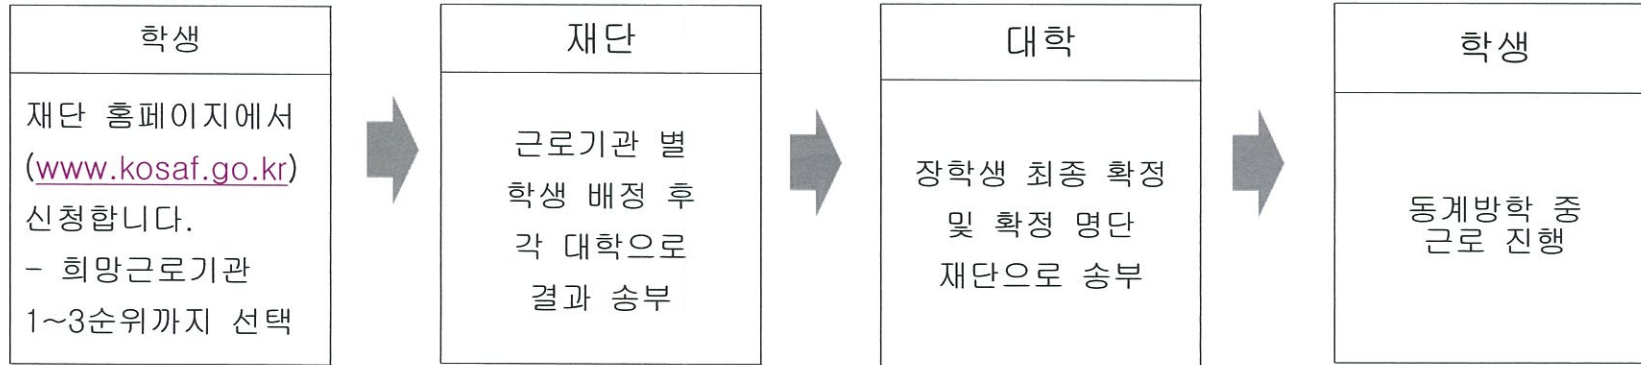 학생
재단 홈페이지에서
(www.kosaf.go.kr)
신청합니다.
- 희망근로기관
1~3순위까지 선택
재단
근로기관 별
학생 배정 후
각 대학으로
결과 송부
대학
장학생 최종 확정
및 확정 명단
재단으로 송부
학생
동계방학 중
근로 진행